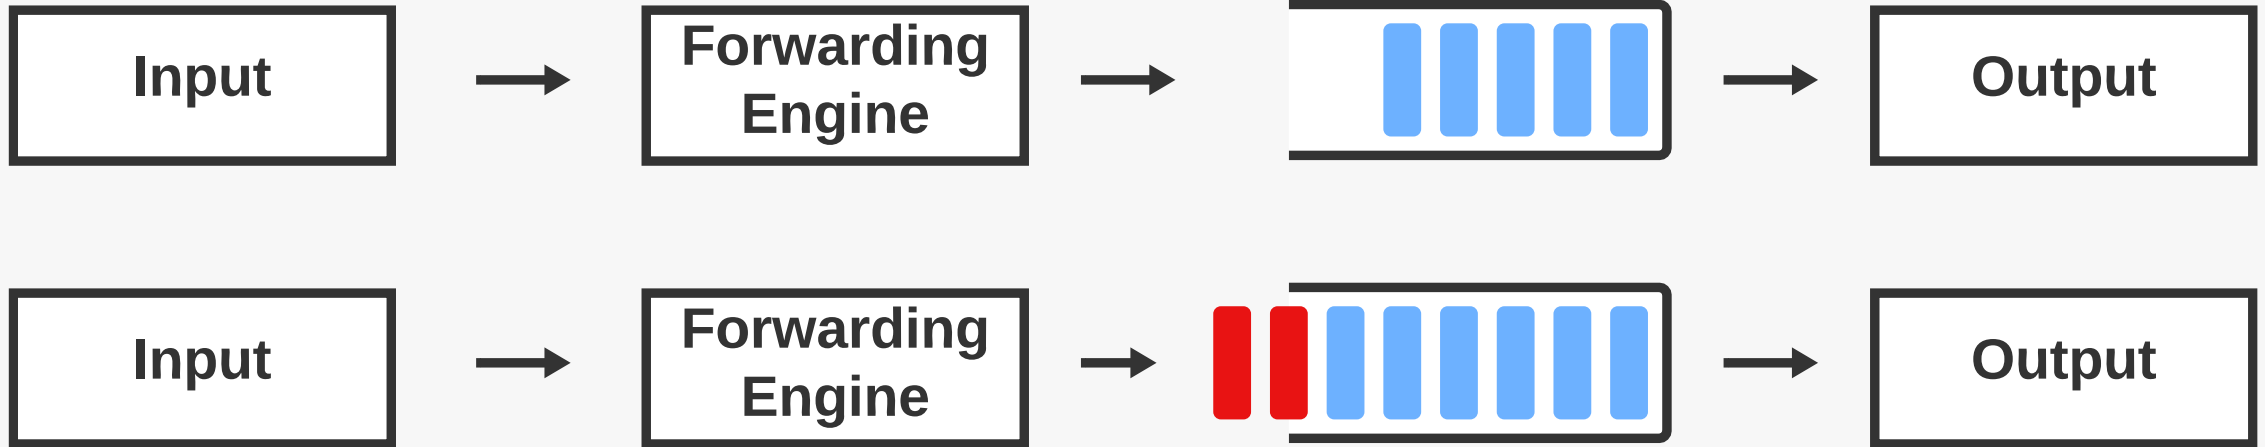 Input
Forwarding
Engine
Output
Input
Forwarding
Engine
Output